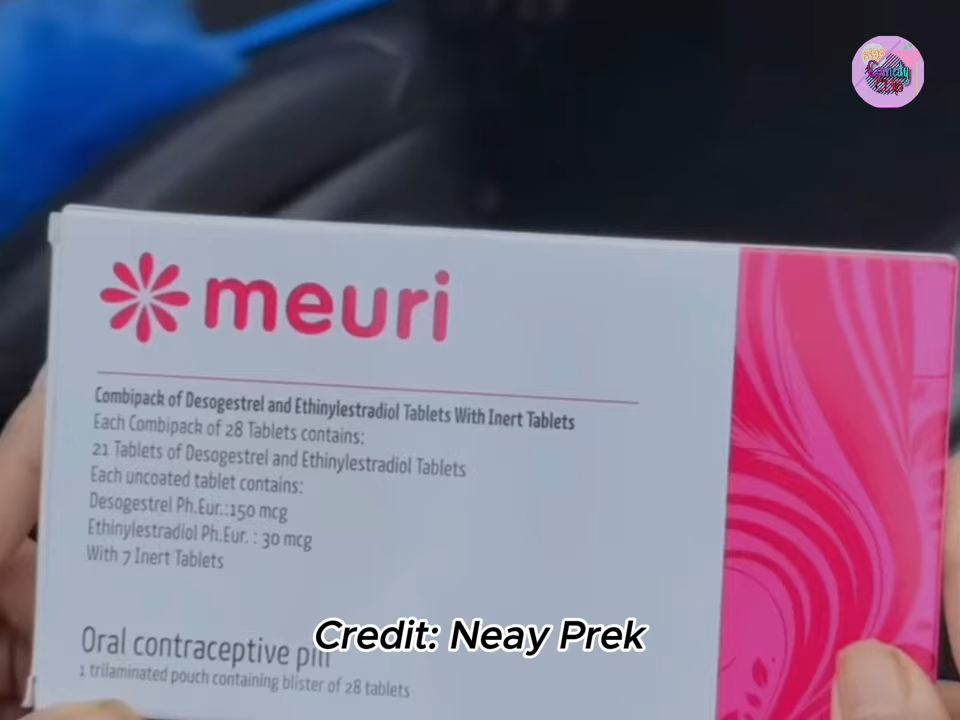 Comedy
meuri
Combipack of Desogestrel and Ethinylestradiol Tablets With Inert Tablets
Each Combipack of 28 Tablets contains:
21 Tablets of Desogestrel and Ethinylestradiol Tablets
Each uncoated tablet contains:
Desogestrel Ph.Eur.:150 mcg
Ethinylestradiol Ph.Eur. : 30 mcg
With 7 Inert Tablets
Oral contraceptive pill
Credit: Neay Prek
1 trilaminated pouch containing blister of 28 tablets